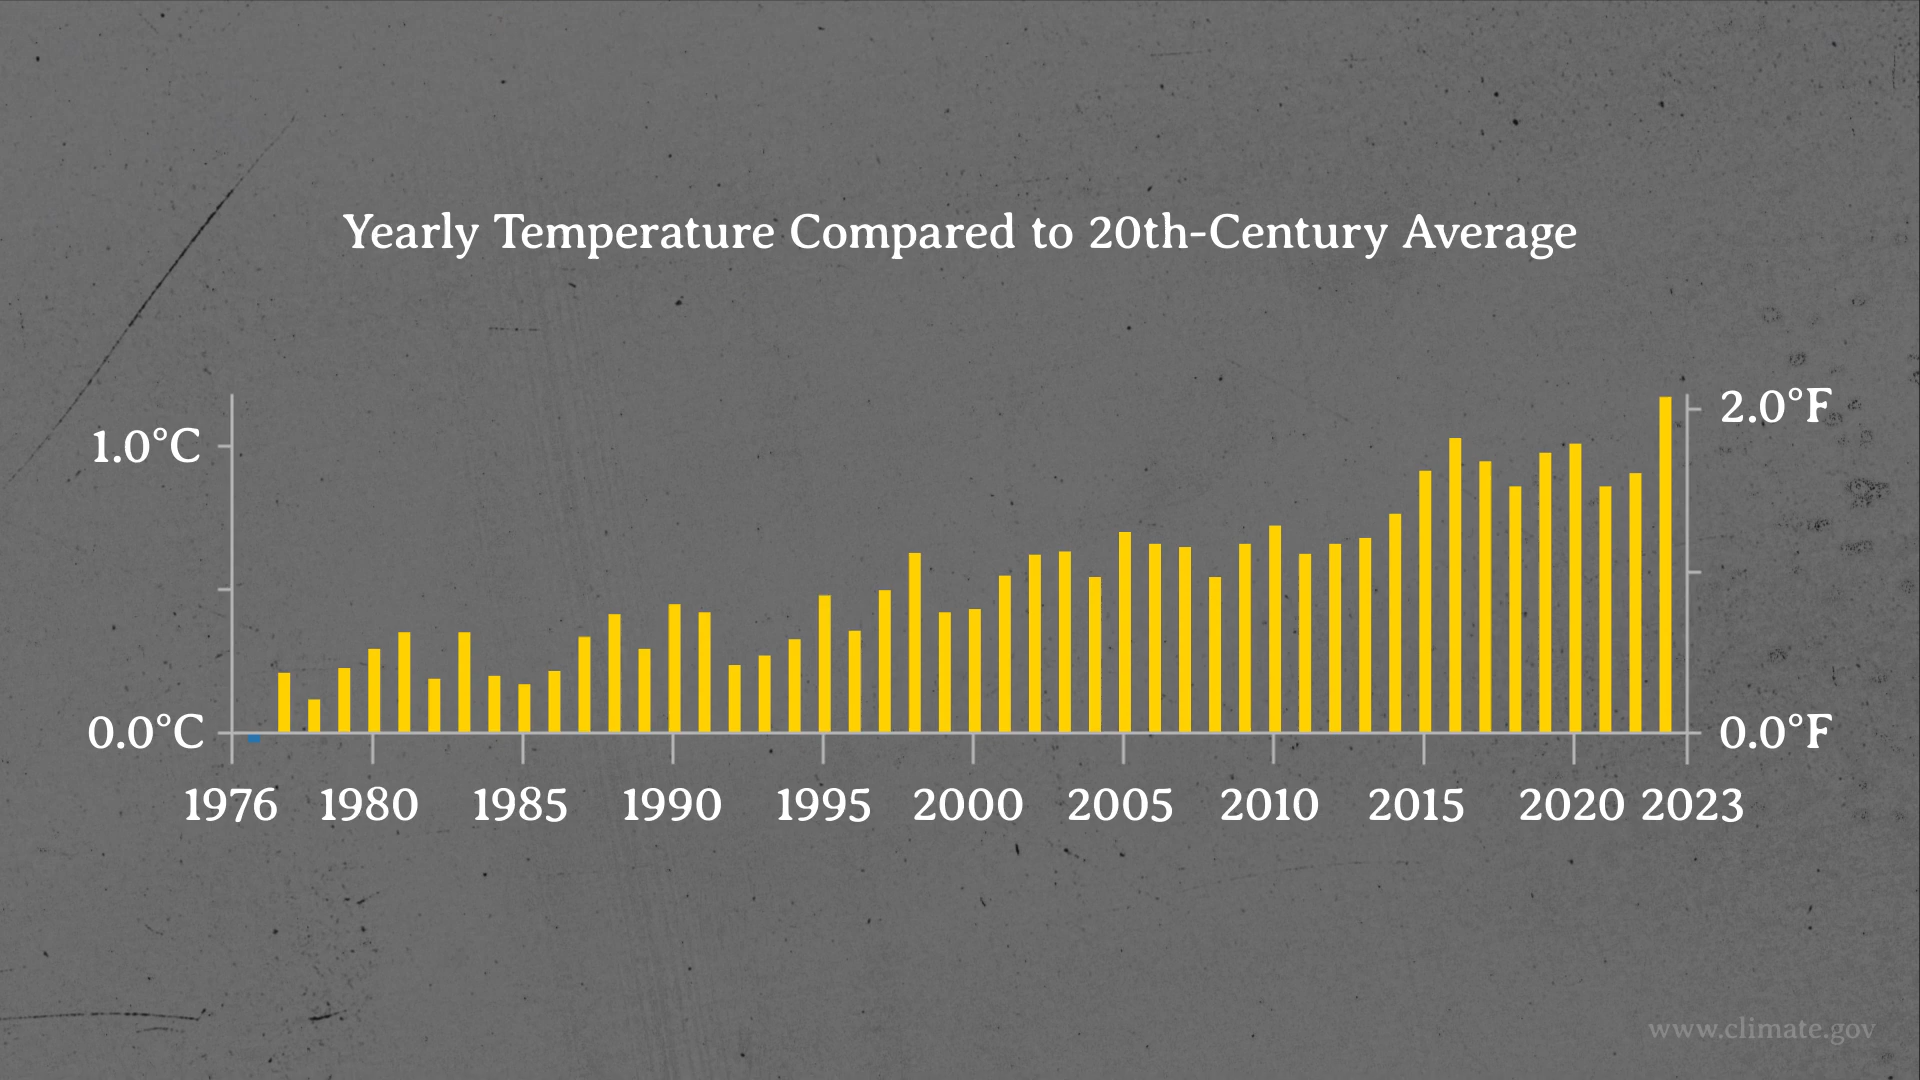 Yearly Temperature Compared to 20th-Century Average
1.0°C
2.0°F
0.0°C
0.0°F
1976 1980 1985 1990 1995 2000 2005 2010 2015 2020 2023
www.climate.gov